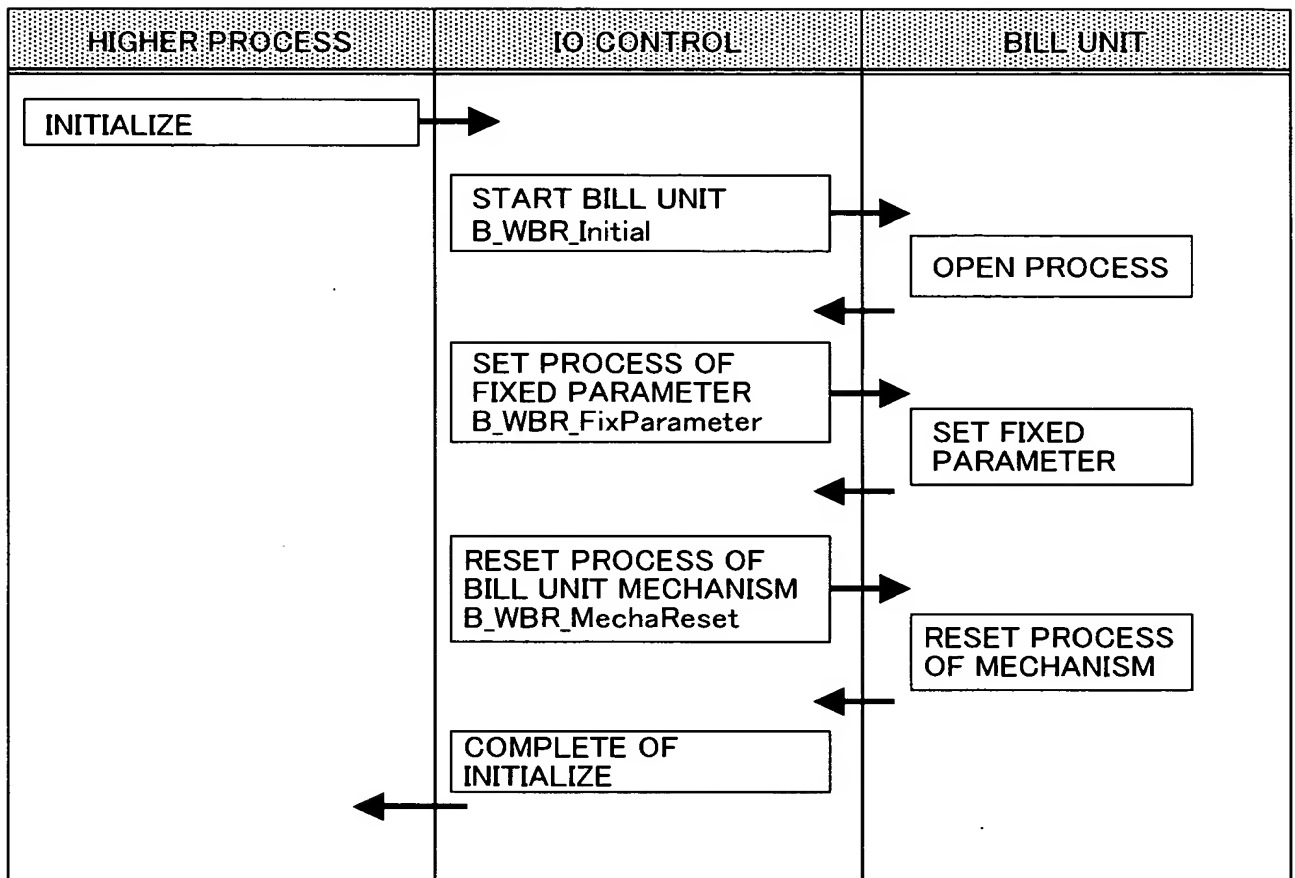 HIGHER PROCESS
IO CONTROL
BILL UNIT
INITIALIZE
START BILL UNIT
B_WBR_Initial
OPEN PROCESS
SET PROCESS OF
FIXED PARAMETER
B_WBR_FixParameter
SET FIXED
PARAMETER
RESET PROCESS OF
BILL UNIT MECHANISM
B_WBR_MechaReset
RESET PROCESS
OF MECHANISM
COMPLETE OF
INITIALIZE